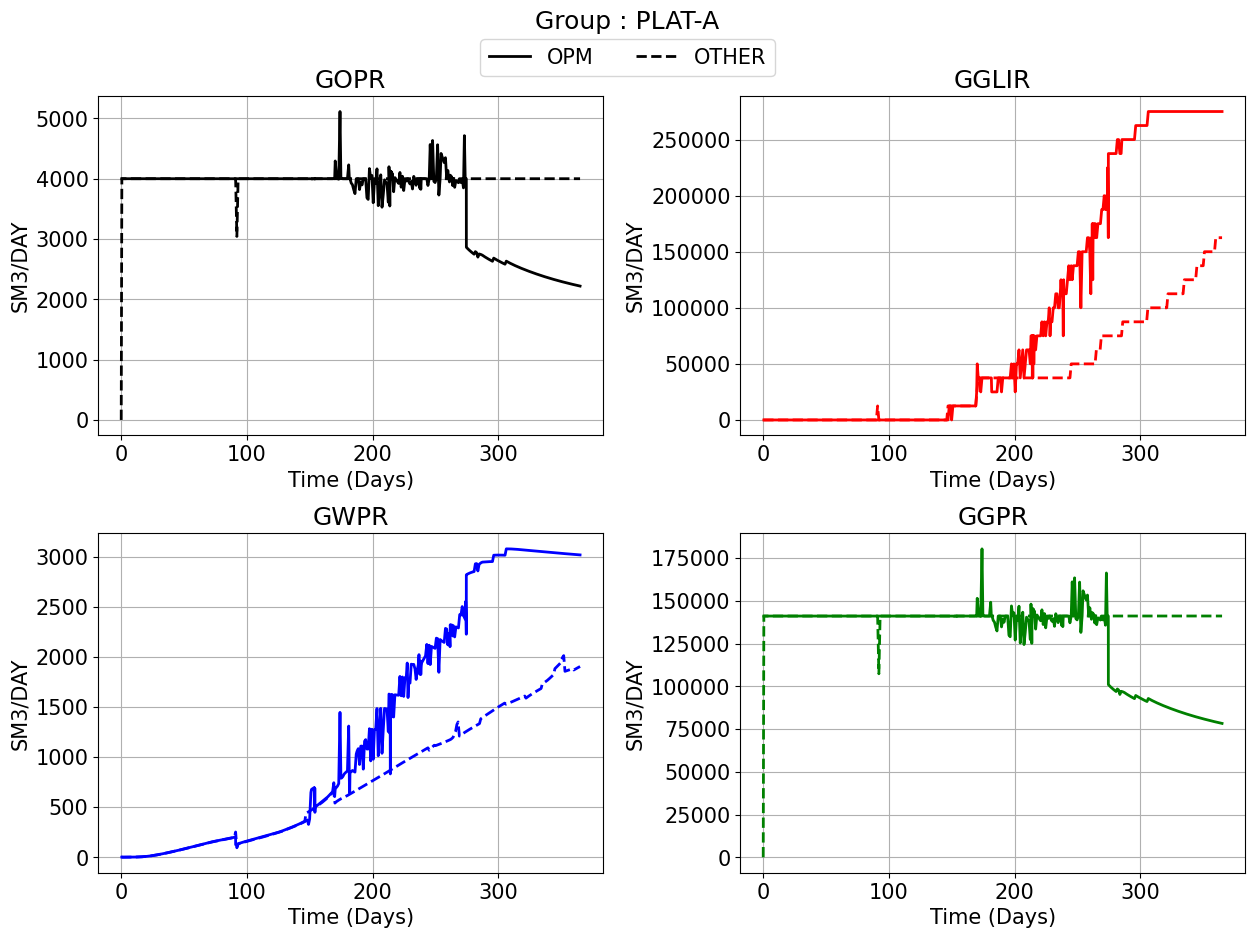 Group : PLAT-A
OPM OTHER
GOPR
SM3/DAY
5000
4000
3000
2000
1000
0
0 100 200 300
Time (Days)
GGLIR
SM3/DAY
250000
200000
150000
100000
50000
0
0 100 200 300
Time (Days)
GWPR
SM3/DAY
3000
2500
2000
1500
1000
500
0
0 100 200 300
Time (Days)
GGPR
SM3/DAY
175000
150000
125000
100000
75000
50000
25000
0
0 100 200 300
Time (Days)